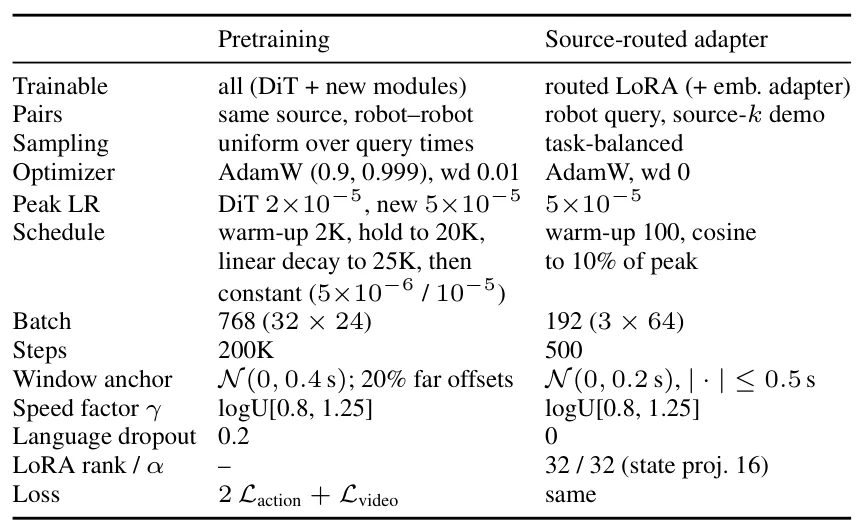 Pretraining Source-routed adapter
Trainable all (DiT + new modules) routed LoRA (+ emb. adapter)
Pairs same source, robot–robot robot query, source-k demo
Sampling uniform over query times task-balanced
Optimizer AdamW (0.9, 0.999), wd 0.01 AdamW, wd 0
Peak LR DiT 2×10⁻⁵, new 5×10⁻⁵ 5×10⁻⁵
Schedule warm-up 2K, hold to 20K, warm-up 100, cosine
linear decay to 25K, then to 10% of peak
constant (5×10⁻⁶ / 10⁻⁵)
Batch 768 (32 × 24) 192 (3 × 64)
Steps 200K 500
Window anchor 𝒩(0, 0.4 s); 20% far offsets 𝒩(0, 0.2 s), | · | ≤ 0.5 s
Speed factor γ logU[0.8, 1.25] logU[0.8, 1.25]
Language dropout 0.2 0
LoRA rank / α – 32 / 32 (state proj. 16)
Loss 2 ℒaction + ℒvideo same